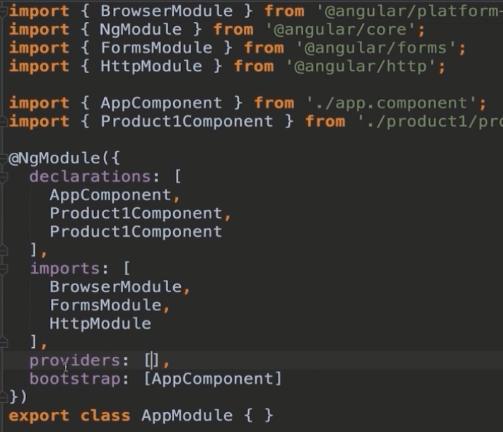 import { BrowserModule } from '@angular/platform-
import { NgModule } from '@angular/core';
import { FormsModule } from '@angular/forms';
import { HttpModule } from '@angular/http';

import { AppComponent } from './app.component';
import { Product1Component } from './product1/pro

@NgModule({
  declarations: [
    AppComponent,
    Product1Component,
    Product1Component
  ],
  imports: [
    BrowserModule,
    FormsModule,
    HttpModule
  ],
  providers: [],
  bootstrap: [AppComponent]
})
export class AppModule { }